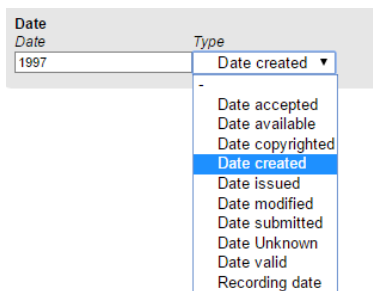 Date
Date Type
1997 Date created ▼
-
Date accepted
Date available
Date copyrighted
Date created
Date issued
Date modified
Date submitted
Date Unknown
Date valid
Recording date